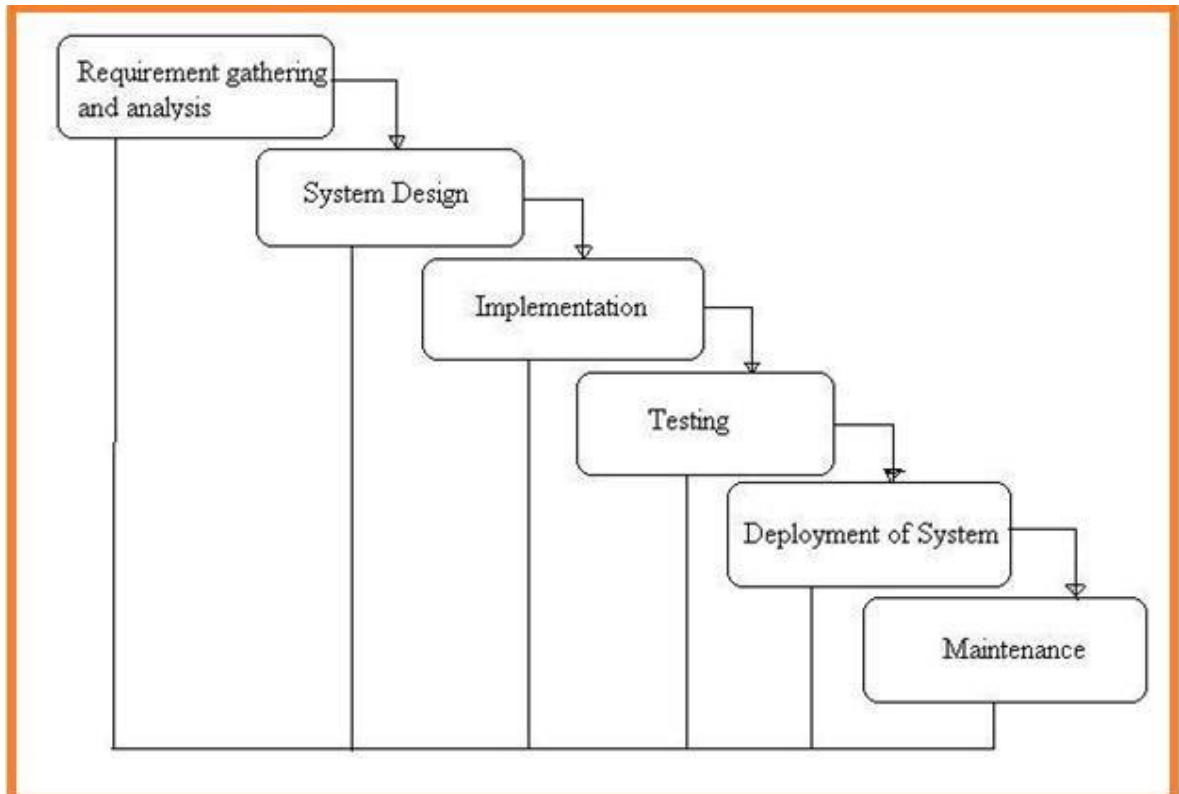 Requirement gathering
and analysis
System Design
Implementation
Testing
Deployment of System
Maintenance